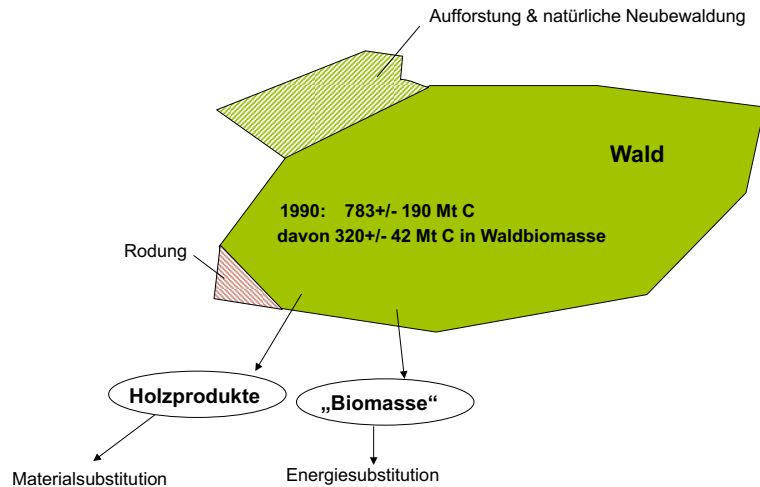 Aufforstung & natürliche Neubewaldung
Wald
1990: 783+/- 190 Mt C
davon 320+/- 42 Mt C in Waldbiomasse
Rodung
Holzprodukte
„Biomasse“
Materialsubstitution
Energiesubstitution